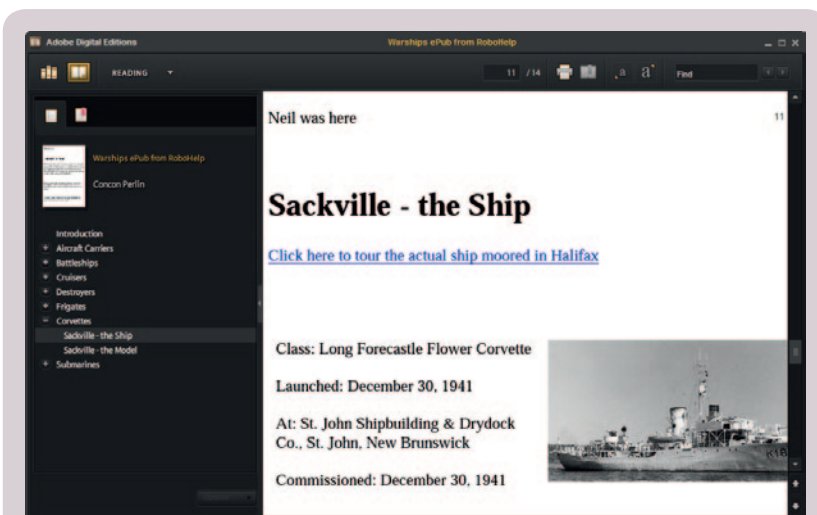 Adobe Digital Editions
Warships ePub from RoboHelp
READING
11 / 14
a a
Find
Warships ePub from RoboHelp
Concon Perlin
Introduction
Aircraft Carriers
Battleships
Cruisers
Destroyers
Frigates
Corvettes
Sackville - the Ship
Sackville - the Model
Submarines
Neil was here
11
Sackville - the Ship
Click here to tour the actual ship moored in Halifax
Class: Long Forecastle Flower Corvette
Launched: December 30, 1941
At: St. John Shipbuilding & Drydock
Co., St. John, New Brunswick
Commissioned: December 30, 1941
K181